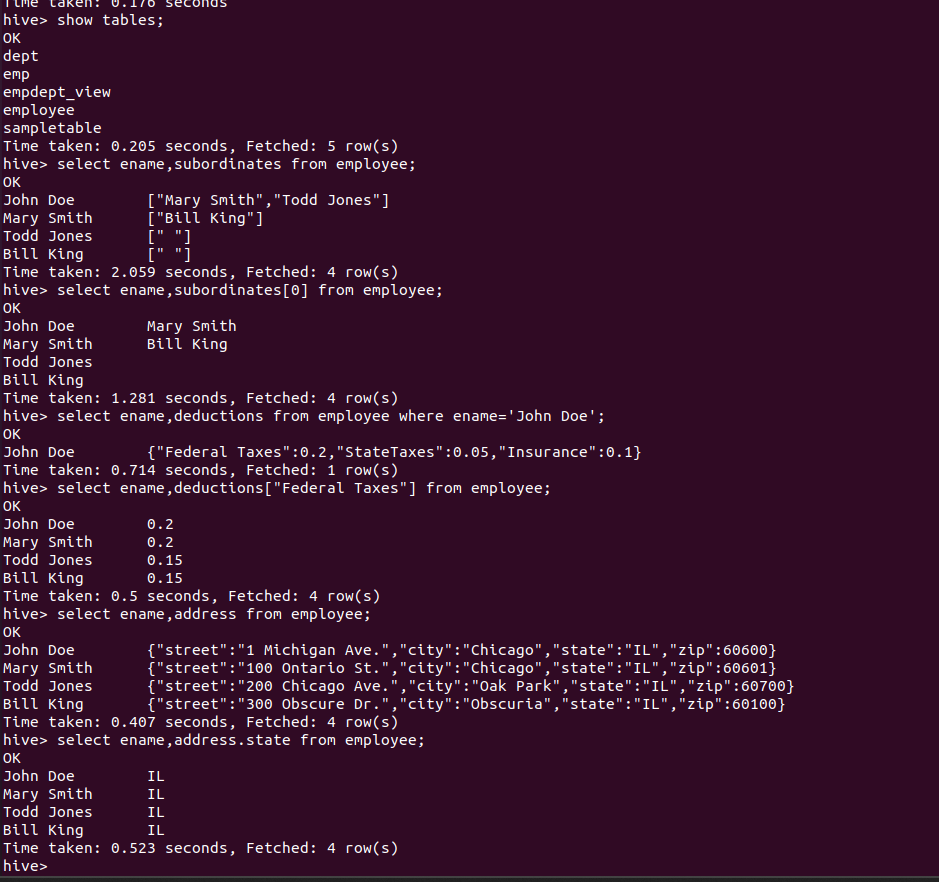 Time taken: 0.176 seconds
hive> show tables;
OK
dept
emp
empdept_view
employee
sampletable
Time taken: 0.205 seconds, Fetched: 5 row(s)
hive> select ename,subordinates from employee;
OK
John Doe	["Mary Smith","Todd Jones"]
Mary Smith	["Bill King"]
Todd Jones	[" "]
Bill King	[" "]
Time taken: 2.059 seconds, Fetched: 4 row(s)
hive> select ename,subordinates[0] from employee;
OK
John Doe	Mary Smith
Mary Smith	Bill King
Todd Jones
Bill King
Time taken: 1.281 seconds, Fetched: 4 row(s)
hive> select ename,deductions from employee where ename='John Doe';
OK
John Doe	{"Federal Taxes":0.2,"StateTaxes":0.05,"Insurance":0.1}
Time taken: 0.714 seconds, Fetched: 1 row(s)
hive> select ename,deductions["Federal Taxes"] from employee;
OK
John Doe	0.2
Mary Smith	0.2
Todd Jones	0.15
Bill King	0.15
Time taken: 0.5 seconds, Fetched: 4 row(s)
hive> select ename,address from employee;
OK
John Doe	{"street":"1 Michigan Ave.","city":"Chicago","state":"IL","zip":60600}
Mary Smith	{"street":"100 Ontario St.","city":"Chicago","state":"IL","zip":60601}
Todd Jones	{"street":"200 Chicago Ave.","city":"Oak Park","state":"IL","zip":60700}
Bill King	{"street":"300 Obscure Dr.","city":"Obscuria","state":"IL","zip":60100}
Time taken: 0.407 seconds, Fetched: 4 row(s)
hive> select ename,address.state from employee;
OK
John Doe	IL
Mary Smith	IL
Todd Jones	IL
Bill King	IL
Time taken: 0.523 seconds, Fetched: 4 row(s)
hive>